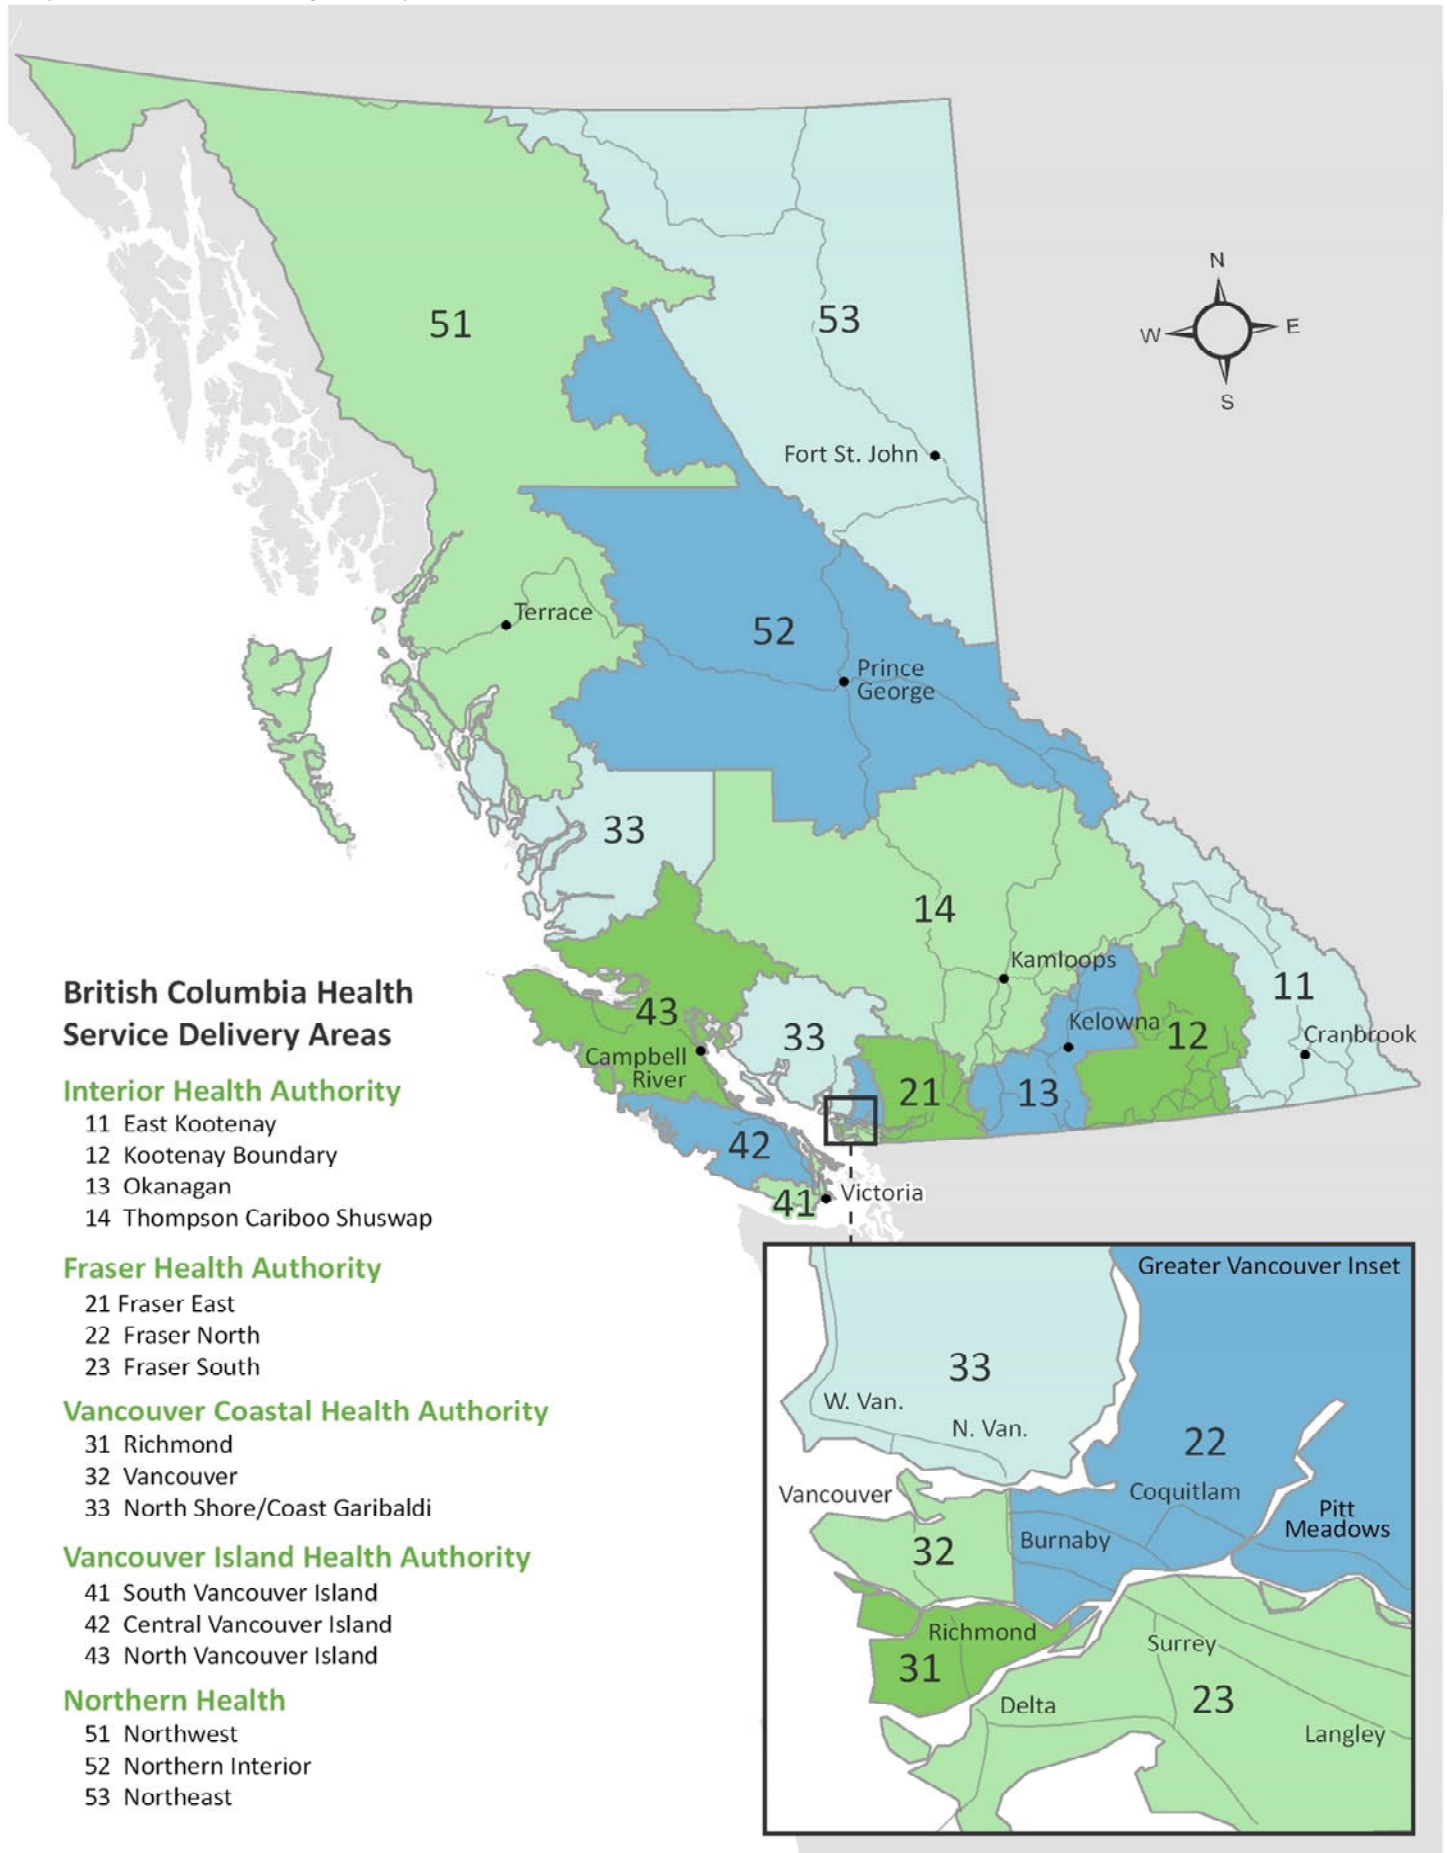 N
W
E
S
51
53
Fort St. John
Terrace
52
Prince
George
33
14
Kamloops
11
43
Kelowna
12
Cranbrook
33
Campbell
River
21
13
42
Victoria
41
British Columbia Health
Service Delivery Areas
Interior Health Authority
11 East Kootenay
12 Kootenay Boundary
13 Okanagan
14 Thompson Cariboo Shuswap
Fraser Health Authority
21 Fraser East
22 Fraser North
23 Fraser South
Vancouver Coastal Health Authority
31 Richmond
32 Vancouver
33 North Shore/Coast Garibaldi
Vancouver Island Health Authority
41 South Vancouver Island
42 Central Vancouver Island
43 North Vancouver Island
Northern Health
51 Northwest
52 Northern Interior
53 Northeast
Greater Vancouver Inset
33
W. Van.
N. Van.
22
Vancouver
Coquitlam
Pitt
Meadows
Burnaby
32
Richmond
Surrey
31
23
Delta
Langley